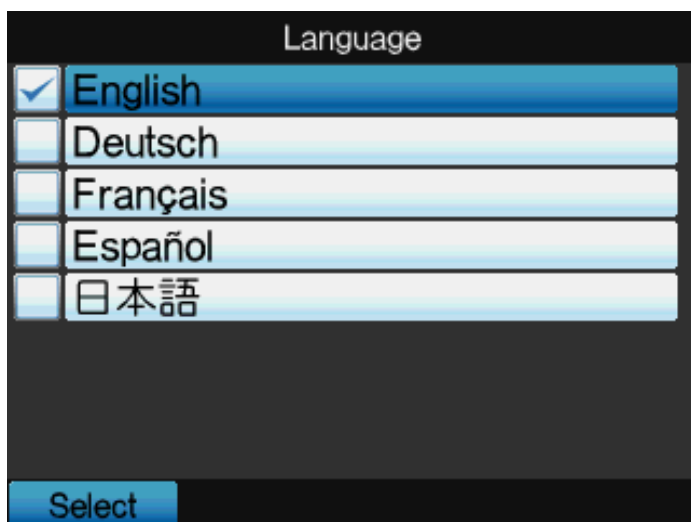 Language
English
Deutsch
Français
Español
日本語
Select